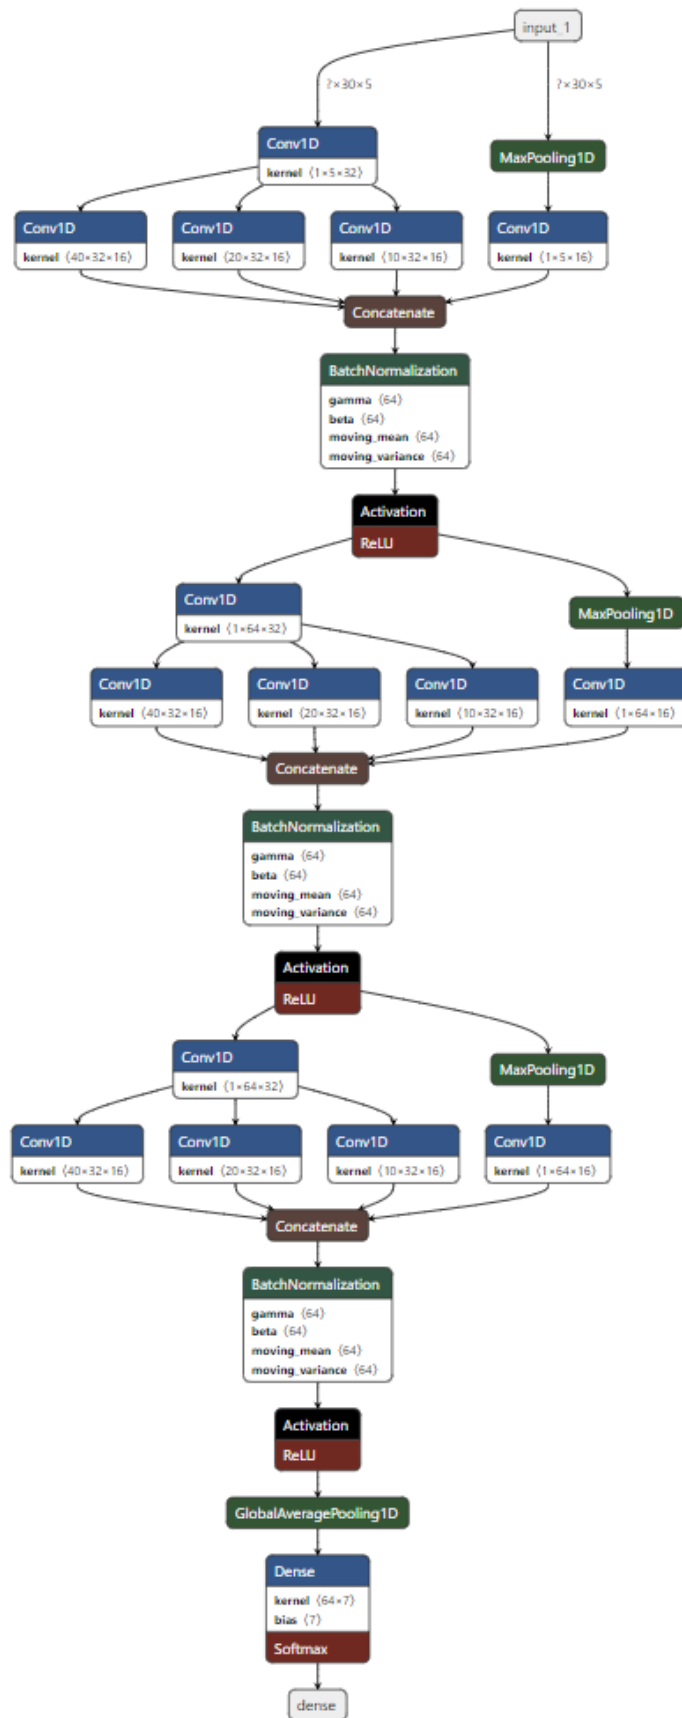 input_1
?×30×5
?×30×5
Conv1D
kernel ⟨1×5×32⟩
MaxPooling1D
Conv1D
kernel ⟨40×32×16⟩
Conv1D
kernel ⟨20×32×16⟩
Conv1D
kernel ⟨10×32×16⟩
Conv1D
kernel ⟨1×5×16⟩
Concatenate
BatchNormalization
gamma ⟨64⟩
beta ⟨64⟩
moving_mean ⟨64⟩
moving_variance ⟨64⟩
Activation
ReLU
Conv1D
kernel ⟨1×64×32⟩
MaxPooling1D
Conv1D
kernel ⟨40×32×16⟩
Conv1D
kernel ⟨20×32×16⟩
Conv1D
kernel ⟨10×32×16⟩
Conv1D
kernel ⟨1×64×16⟩
Concatenate
BatchNormalization
gamma ⟨64⟩
beta ⟨64⟩
moving_mean ⟨64⟩
moving_variance ⟨64⟩
Activation
ReLU
Conv1D
kernel ⟨1×64×32⟩
MaxPooling1D
Conv1D
kernel ⟨40×32×16⟩
Conv1D
kernel ⟨20×32×16⟩
Conv1D
kernel ⟨10×32×16⟩
Conv1D
kernel ⟨1×64×16⟩
Concatenate
BatchNormalization
gamma ⟨64⟩
beta ⟨64⟩
moving_mean ⟨64⟩
moving_variance ⟨64⟩
Activation
ReLU
GlobalAveragePooling1D
Dense
kernel ⟨64×7⟩
bias ⟨7⟩
Softmax
dense